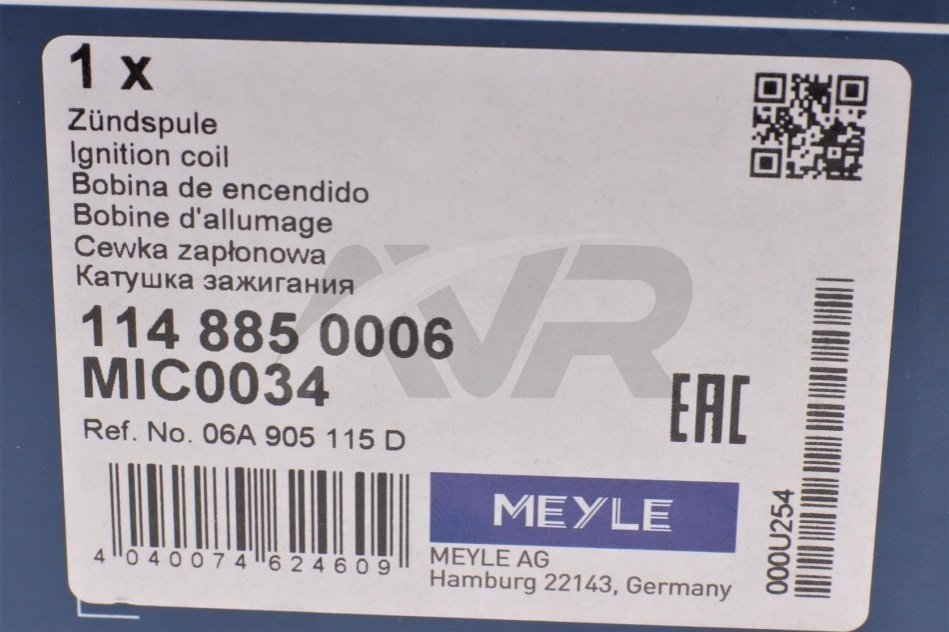 1 x
Zündspule
Ignition coil
Bobina de encendido
Bobine d'allumage
Cewka zapłonowa
Катушка зажигания
114 885 0006
MIC0034
Ref. No. 06A 905 115 D
4 040074 624609
MEYLE
MEYLE AG
Hamburg 22143, Germany
EAC
000U254
AVR